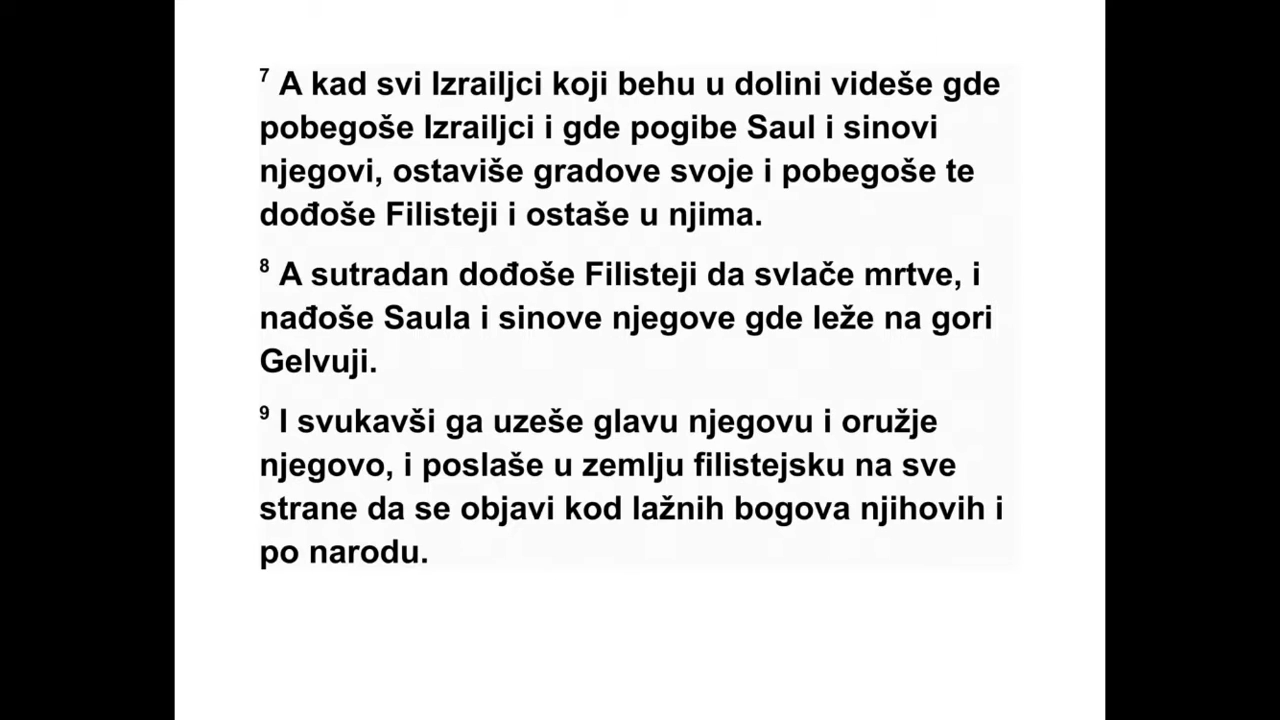 7 A kad svi Izrailjci koji behu u dolini videše gde
pobegoše Izrailjci i gde pogibe Saul i sinovi
njegovi, ostaviše gradove svoje i pobegoše te
dođoše Filisteji i ostaše u njima.
8 A sutradan dođoše Filisteji da svlače mrtve, i
nađoše Saula i sinove njegove gde leže na gori
Gelvuji.
9 I svukavši ga uzeše glavu njegovu i oružje
njegovo, i poslaše u zemlju filistejsku na sve
strane da se objavi kod lažnih bogova njihovih i
po narodu.